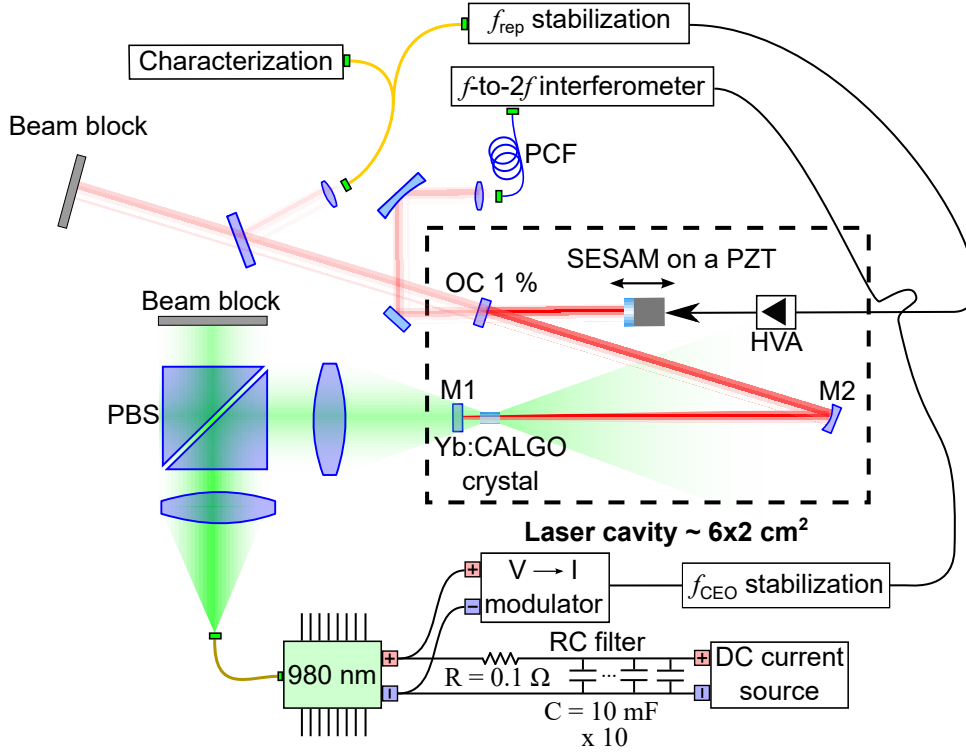 f_rep stabilization
Characterization
f-to-2f interferometer
Beam block
PCF
SESAM on a PZT
OC 1 %
Beam block
HVA
M1
M2
PBS
Yb:CALGO
crystal
Laser cavity ~ 6x2 cm²
+
V → I
modulator
−
f_CEO stabilization
RC filter
980 nm
+
−
R = 0.1 Ω
...
+
−
DC current
source
C = 10 mF
x 10